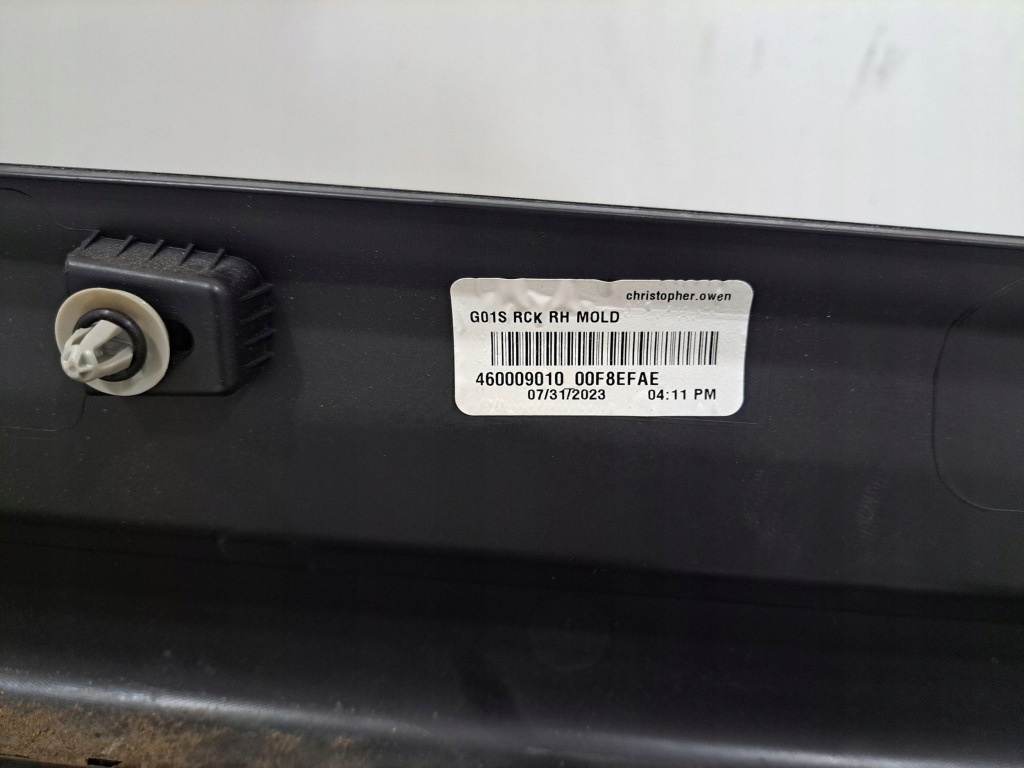 christopher.owen
G01S RCK RH MOLD
460009010 00F8EFAE
07/31/2023 04:11 PM